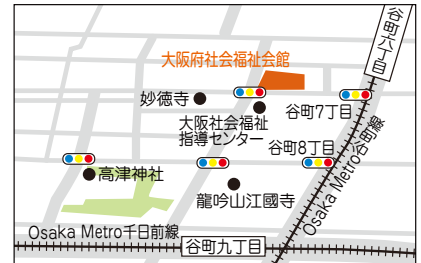 谷町六丁目
大阪府社会福祉会館
妙徳寺
大阪社会福祉
指導センター
谷町7丁目
谷町8丁目
高津神社
龍吟山江國寺
Osaka Metro谷町線
Osaka Metro千日前線
谷町九丁目